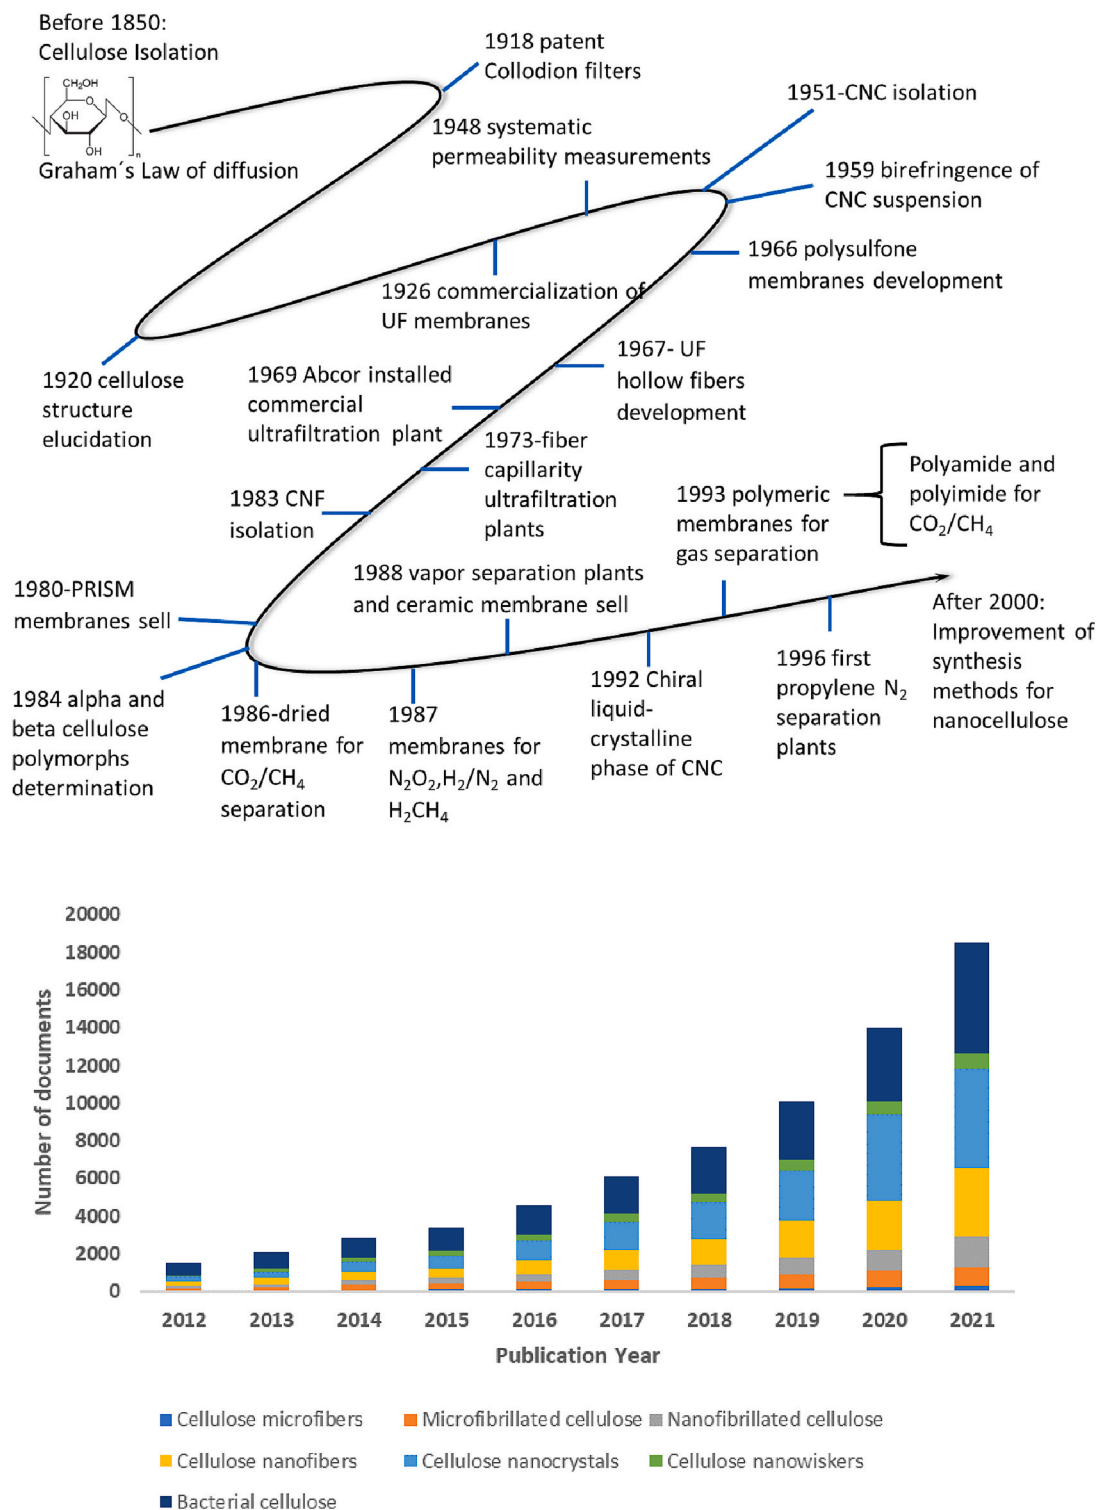 Before 1850:
Cellulose Isolation
CH₂OH
O
OH
O
OH
n
Graham´s Law of diffusion
1918 patent
Collodion filters
1948 systematic
permeability measurements
1951-CNC isolation
1959 birefringence of
CNC suspension
1966 polysulfone
membranes development
1926 commercialization of
UF membranes
1920 cellulose
structure
elucidation
1969 Abcor installed
commercial
ultrafiltration plant
1967- UF
hollow fibers
development
1973-fiber
capillarity
ultrafiltration
plants
1983 CNF
isolation
1993 polymeric
membranes for
gas separation
Polyamide and
polyimide for
CO₂/CH₄
1980-PRISM
membranes sell
1988 vapor separation plants
and ceramic membrane sell
1984 alpha and
beta cellulose
polymorphs
determination
1986-dried
membrane for
CO₂/CH₄
separation
1987
membranes for
N₂O₂,H₂/N₂ and
H₂CH₄
1992 Chiral
liquid-
crystalline
phase of CNC
1996 first
propylene N₂
separation
plants
After 2000:
Improvement of
synthesis
methods for
nanocellulose
Number of documents
20000
18000
16000
14000
12000
10000
8000
6000
4000
2000
0
2012 2013 2014 2015 2016 2017 2018 2019 2020 2021
Publication Year
Cellulose microfibers Microfibrillated cellulose Nanofibrillated cellulose
Cellulose nanofibers Cellulose nanocrystals Cellulose nanowiskers
Bacterial cellulose